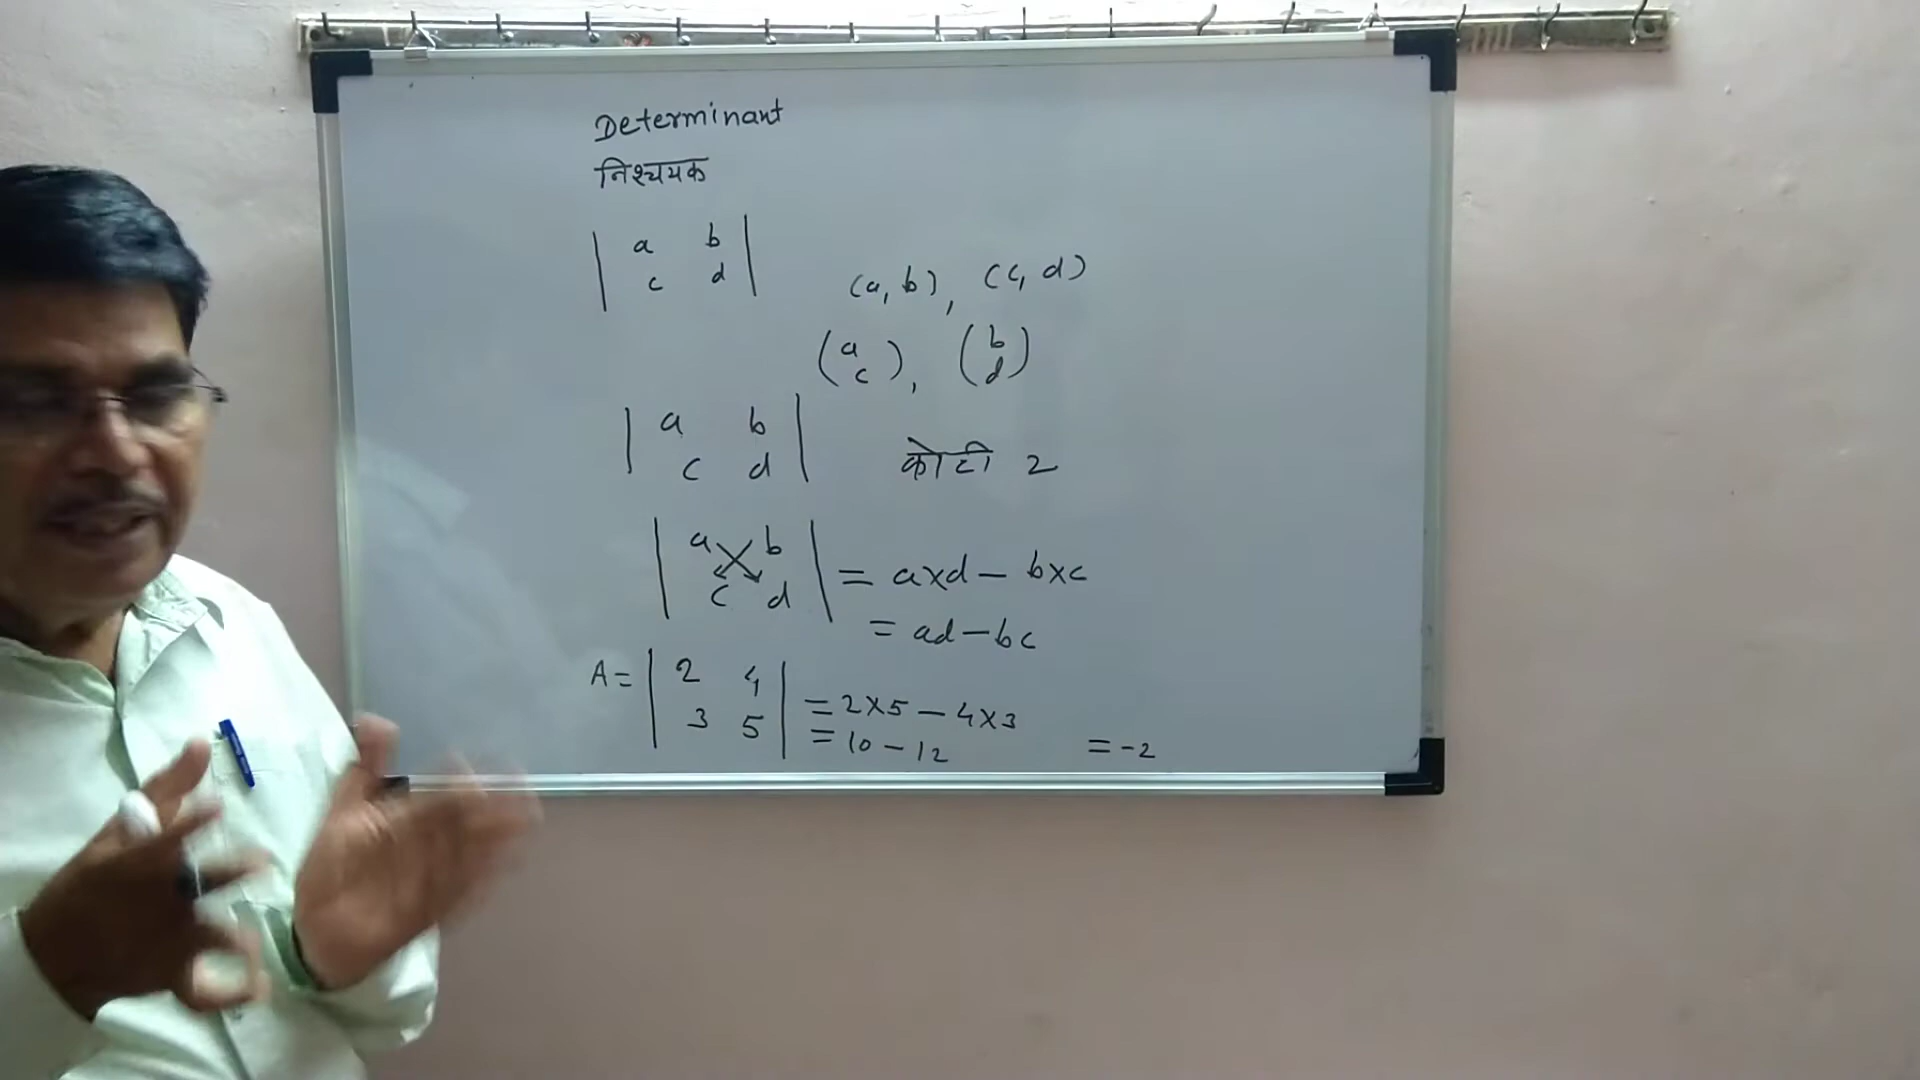 Determinant
निश्चयक
| a b |
| c d |
(a, b), (c, d)
(a c), (b d)
| a b |
| c d |
कोटी 2
| a b |
| c d | = a×d – b×c
= ad – bc
A = | 2 4 |
| 3 5 | = 2×5 – 4×3
= 10 – 12 = -2